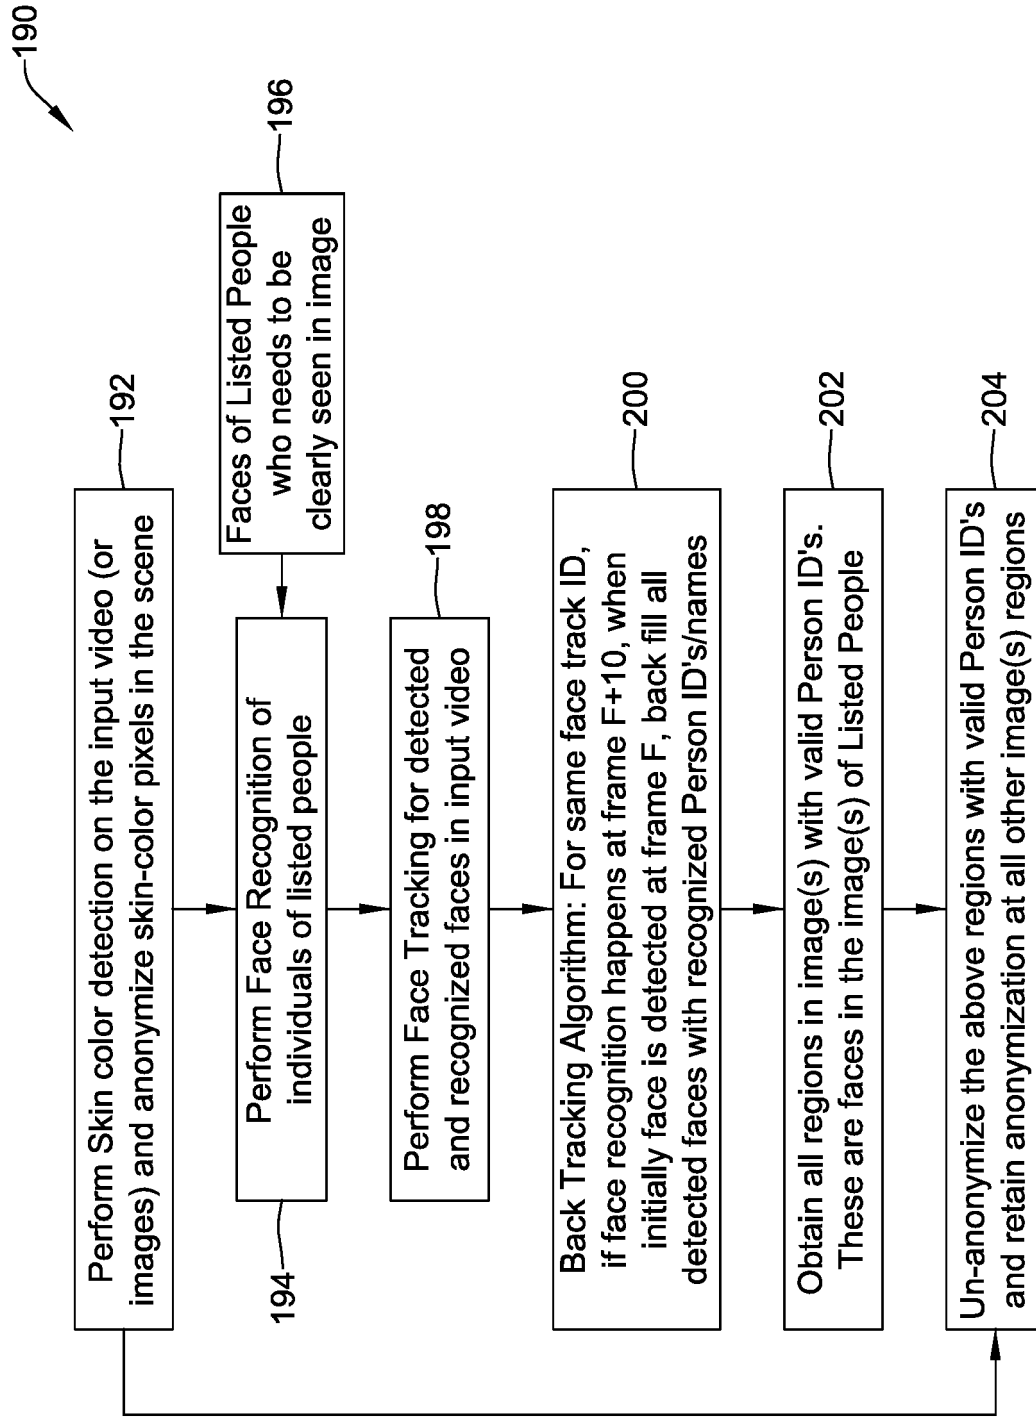 190
Perform Skin color detection on the input video (or
images) and anonymize skin-color pixels in the scene
192
Perform Face Recognition of
individuals of listed people
194
Faces of Listed People
who needs to be
clearly seen in image
196
Perform Face Tracking for detected
and recognized faces in input video
198
Back Tracking Algorithm: For same face track ID,
if face recognition happens at frame F+10, when
initially face is detected at frame F, back fill all
detected faces with recognized Person ID's/names
200
Obtain all regions in image(s) with valid Person ID's.
These are faces in the image(s) of Listed People
202
Un-anonymize the above regions with valid Person ID's
and retain anonymization at all other image(s) regions
204